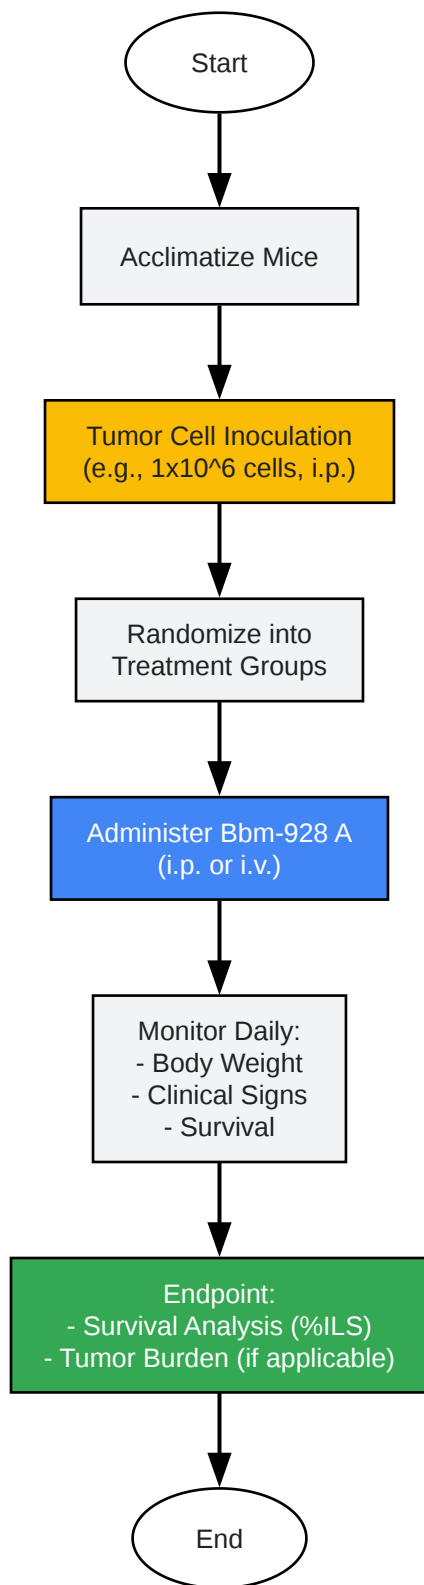 Start
Acclimatize Mice
Tumor Cell Inoculation
(e.g., 1x10^6 cells, i.p.)
Randomize into
Treatment Groups
Administer Bbm-928 A
(i.p. or i.v.)
Monitor Daily:
- Body Weight
- Clinical Signs
- Survival
Endpoint:
- Survival Analysis (%ILS)
- Tumor Burden (if applicable)
End